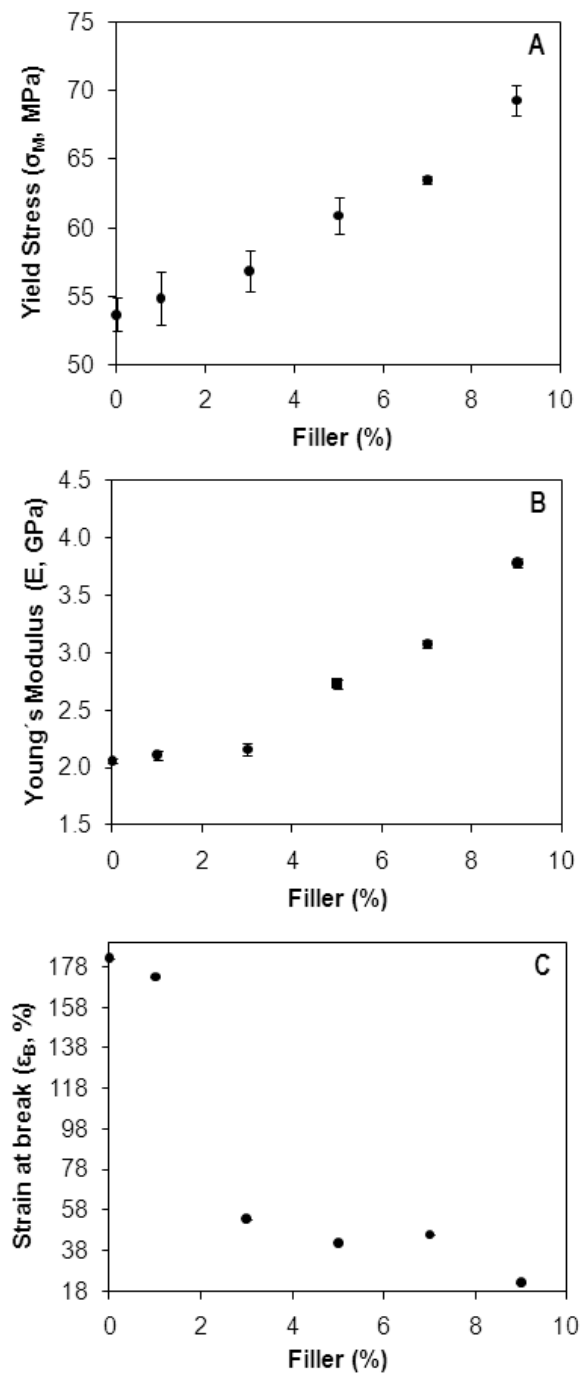 A
Yield Stress (σM, MPa)
75
70
65
60
55
50
0 2 4 6 8 10
Filler (%)
B
Young´s Modulus (E, GPa)
4.5
4.0
3.5
3.0
2.5
2.0
1.5
0 2 4 6 8 10
Filler (%)
C
Strain at break (εB, %)
178
158
138
118
98
78
58
38
18
0 2 4 6 8 10
Filler (%)